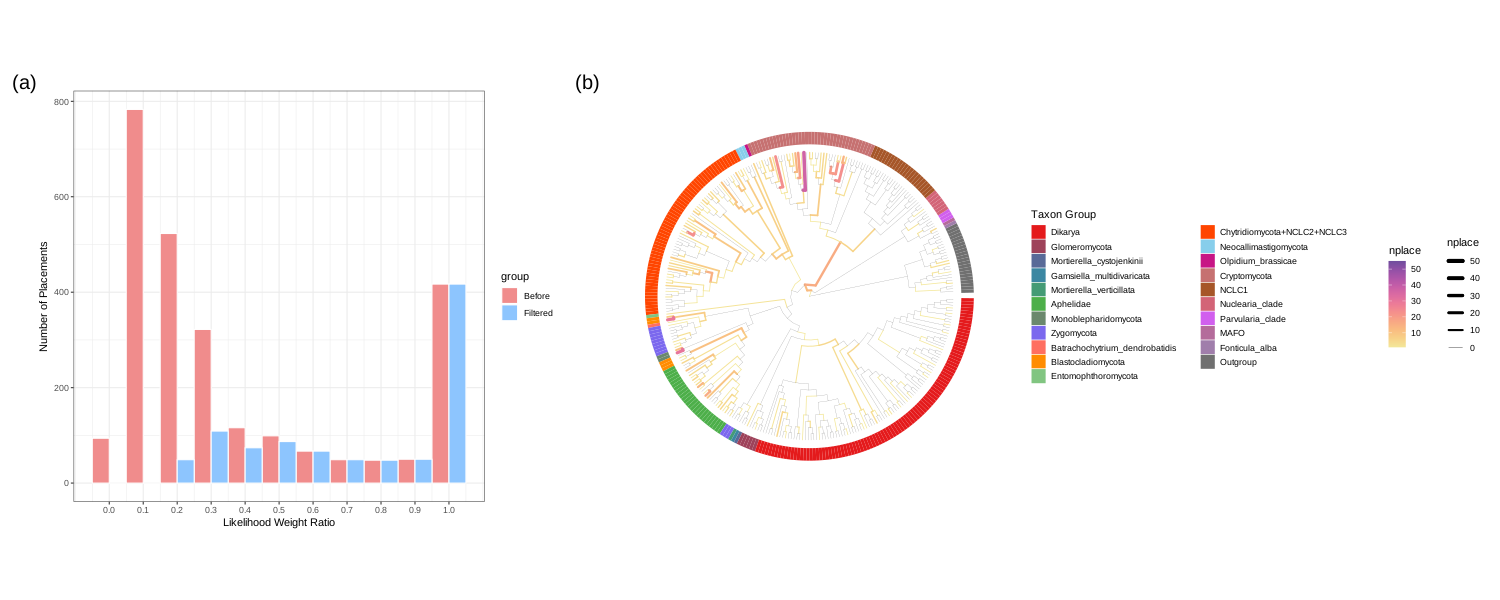 (a)
Number of Placements
800
600
400
200
0
0.0 0.1 0.2 0.3 0.4 0.5 0.6 0.7 0.8 0.9 1.0
Likelihood Weight Ratio
group
Before
Filtered
(b)
Taxon Group
Dikarya
Glomeromycota
Mortierella_cystojenkinii
Gamsiella_multidivaricata
Mortierella_verticillata
Aphelidae
Monoblepharidomycota
Zygomycota
Batrachochytrium_dendrobatidis
Blastocladiomycota
Entomophthoromycota
Chytridiomycota+NCLC2+NCLC3
Neocallimastigomycota
Olpidium_brassicae
Cryptomycota
NCLC1
Nuclearia_clade
Parvularia_clade
MAFO
Fonticula_alba
Outgroup
nplace
50
40
30
20
10
nplace
50
40
30
20
10
0